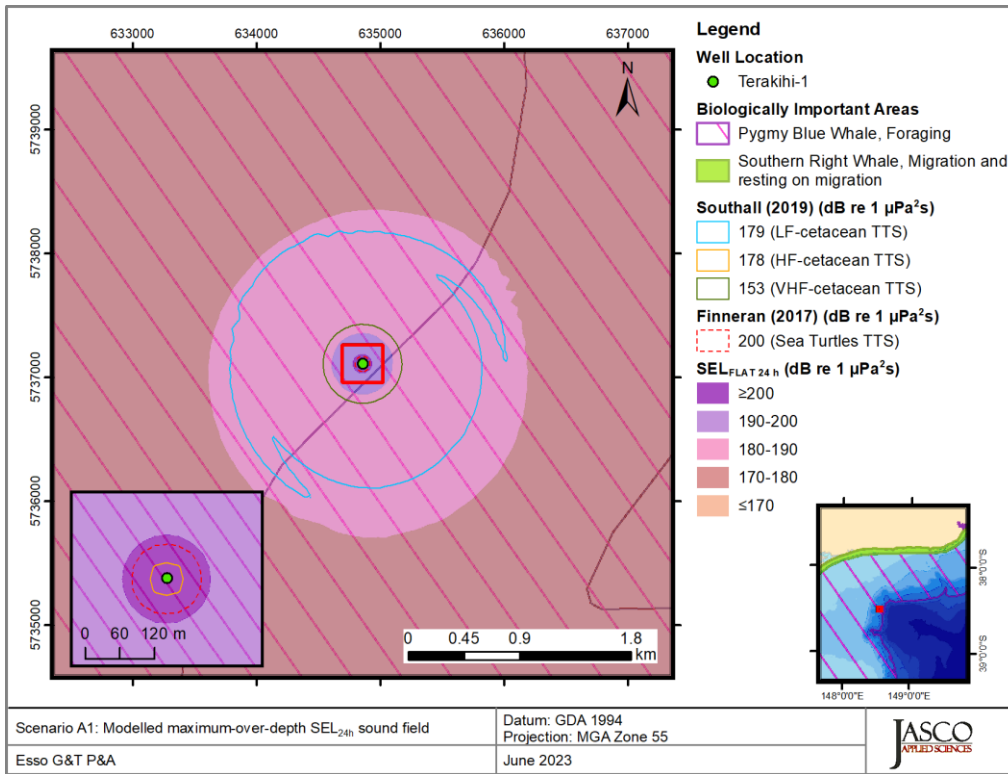 633000 634000 635000 636000 637000
5739000
5738000
5737000
5736000
5735000
N
0 60 120 m
0 0.45 0.9 1.8
km
Legend
Well Location
Terakihi-1
Biologically Important Areas
Pygmy Blue Whale, Foraging
Southern Right Whale, Migration and
resting on migration
Southall (2019) (dB re 1 µPa²s)
179 (LF-cetacean TTS)
178 (HF-cetacean TTS)
153 (VHF-cetacean TTS)
Finneran (2017) (dB re 1 µPa²s)
200 (Sea Turtles TTS)
SEL FLAT 24 h (dB re 1 µPa²s)
≥200
190-200
180-190
170-180
≤170
38°0'0"S
39°0'0"S
148°0'0"E 149°0'0"E
Scenario A1: Modelled maximum-over-depth SEL24h sound field
Datum: GDA 1994
Projection: MGA Zone 55
Esso G&T P&A
June 2023
JASCO
APPLIED SCIENCES